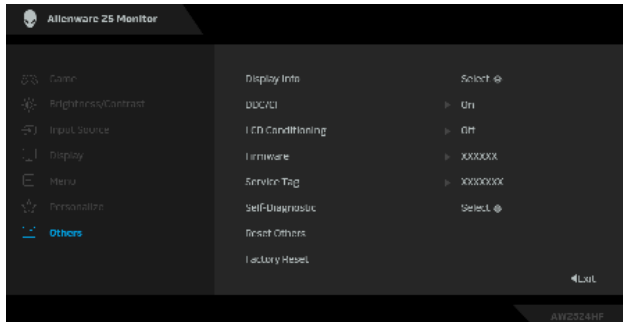 Alienware 25 Monitor
Game
Brightness/Contrast
Input Source
Display
Menu
Personalize
Others
Display Info Select
DDC/CI On
LCD Conditioning Off
Firmware XXXXXX
Service Tag XXXXXXX
Self-Diagnostic Select
Reset Others
Factory Reset
Exit
AW2524HF